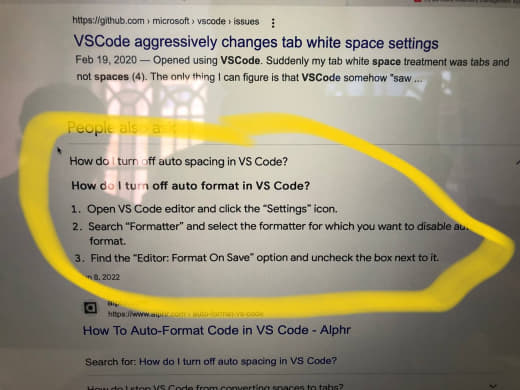 https://github.com › microsoft › vscode › issues
VSCode aggressively changes tab white space settings
Feb 19, 2020 — Opened using VSCode. Suddenly my tab white space treatment was tabs and
not spaces (4). The only thing I can figure is that VSCode somehow "saw ...
People also ask
How do I turn off auto spacing in VS Code?
How do I turn off auto format in VS Code?
1. Open VS Code editor and click the "Settings" icon.
2. Search "Formatter" and select the formatter for which you want to disable
format.
3. Find the "Editor: Format On Save" option and uncheck the box next to it.
8, 2022
https://www.alphr.com › auto-format-vs-code
How To Auto-Format Code in VS Code - Alphr
Search for: How do I turn off auto spacing in VS Code?
How do I stop VS Code from converting spaces to tabs?